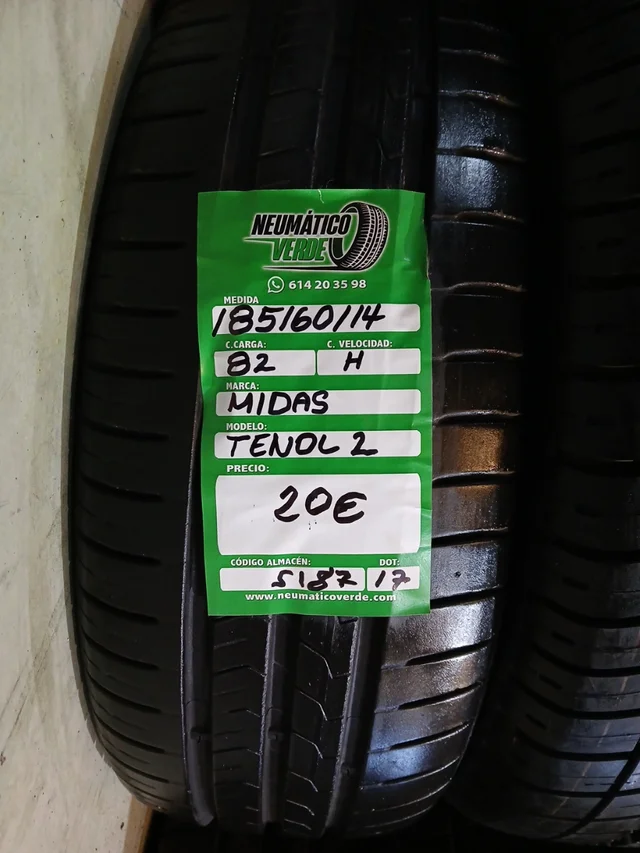 NEUMÁTICO
VERDE
614 20 35 98
MEDIDA
185/60/14
C.CARGA: C. VELOCIDAD:
82 H
MARCA:
MIDAS
MODELO:
TENOL 2
PRECIO:
20€
CÓDIGO ALMACÉN: DOT:
5187 17
www.neumaticoverde.com